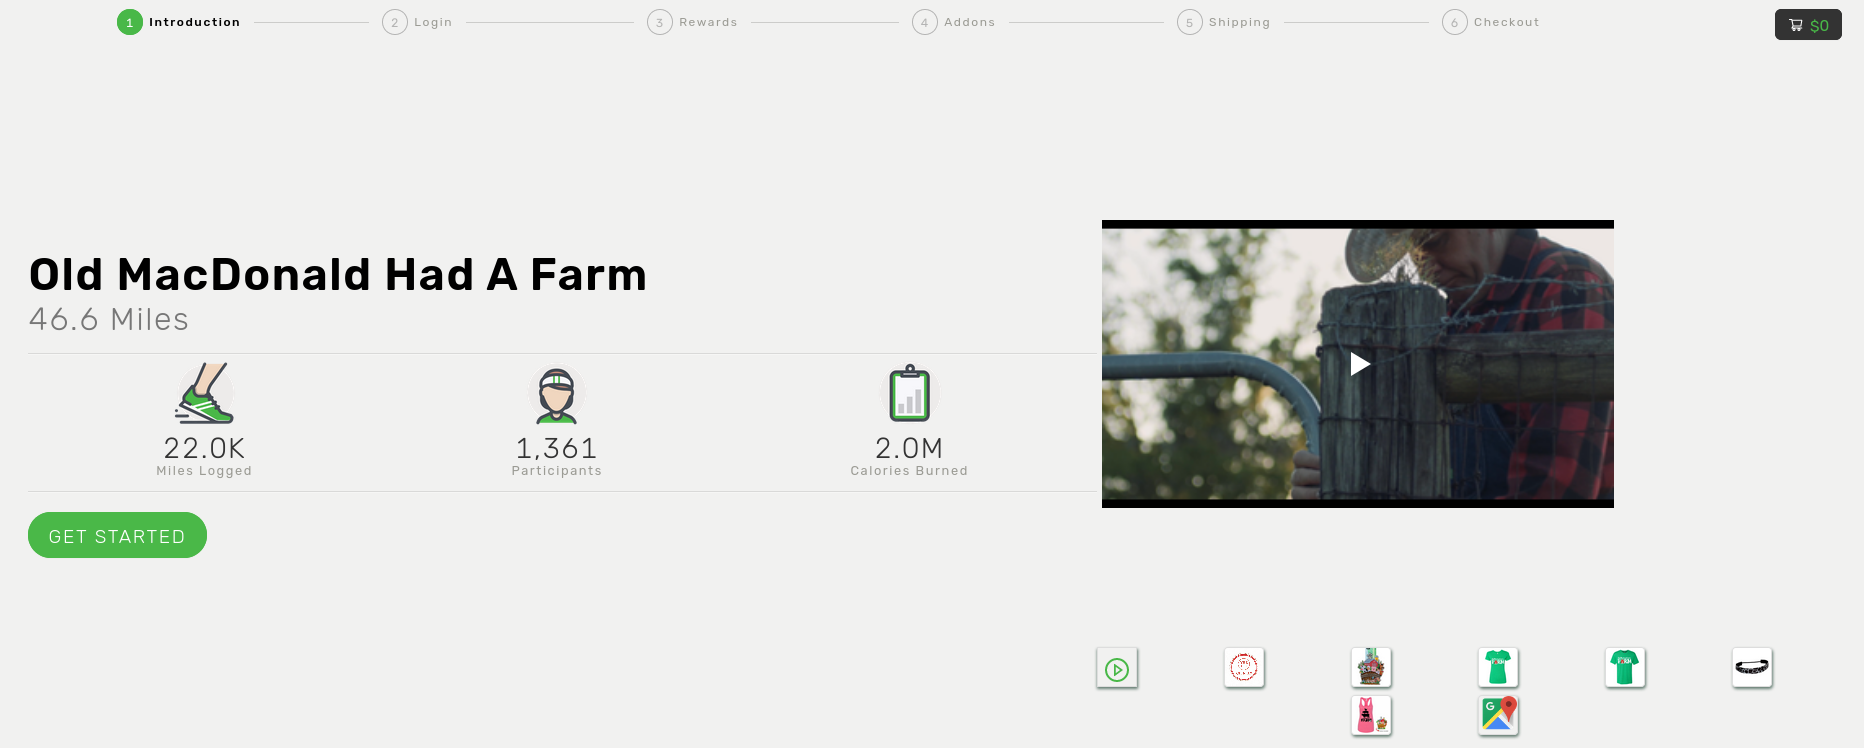 1 Introduction
2 Login
3 Rewards
4 Addons
5 Shipping
6 Checkout
$0
Old MacDonald Had A Farm
46.6 Miles
22.0K
Miles Logged
1,361
Participants
2.0M
Calories Burned
GET STARTED
G